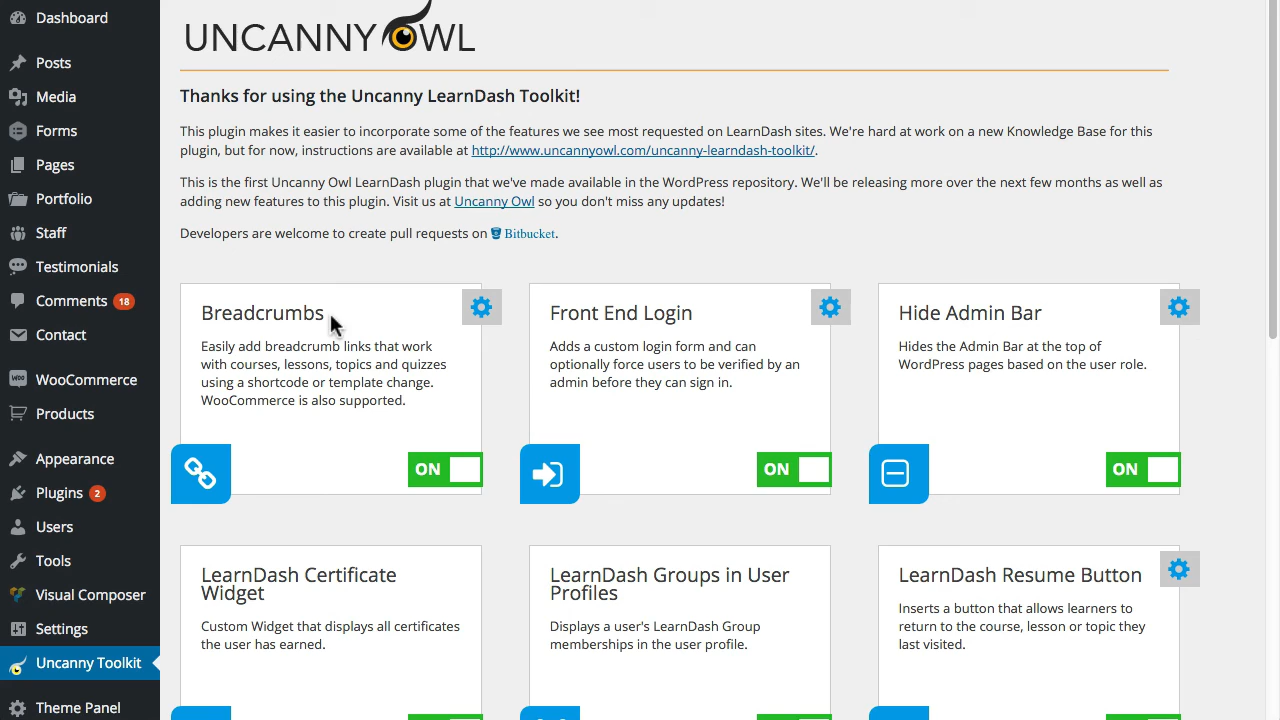 Dashboard
Posts
Media
Forms
Pages
Portfolio
Staff
Testimonials
Comments 18
Contact
WooCommerce
Products
Appearance
Plugins 2
Users
Tools
Visual Composer
Settings
Uncanny Toolkit
Theme Panel
UNCANNY OWL
Thanks for using the Uncanny LearnDash Toolkit!
This plugin makes it easier to incorporate some of the features we see most requested on LearnDash sites. We're hard at work on a new Knowledge Base for this
plugin, but for now, instructions are available at http://www.uncannyowl.com/uncanny-learndash-toolkit/.
This is the first Uncanny Owl LearnDash plugin that we've made available in the WordPress repository. We'll be releasing more over the next few months as well as
adding new features to this plugin. Visit us at Uncanny Owl so you don't miss any updates!
Developers are welcome to create pull requests on Bitbucket.
Breadcrumbs
Easily add breadcrumb links that work
with courses, lessons, topics and quizzes
using a shortcode or template change.
WooCommerce is also supported.
ON
Front End Login
Adds a custom login form and can
optionally force users to be verified by an
admin before they can sign in.
ON
Hide Admin Bar
Hides the Admin Bar at the top of
WordPress pages based on the user role.
ON
LearnDash Certificate
Widget
Custom Widget that displays all certificates
the user has earned.
LearnDash Groups in User
Profiles
Displays a user's LearnDash Group
memberships in the user profile.
LearnDash Resume Button
Inserts a button that allows learners to
return to the course, lesson or topic they
last visited.